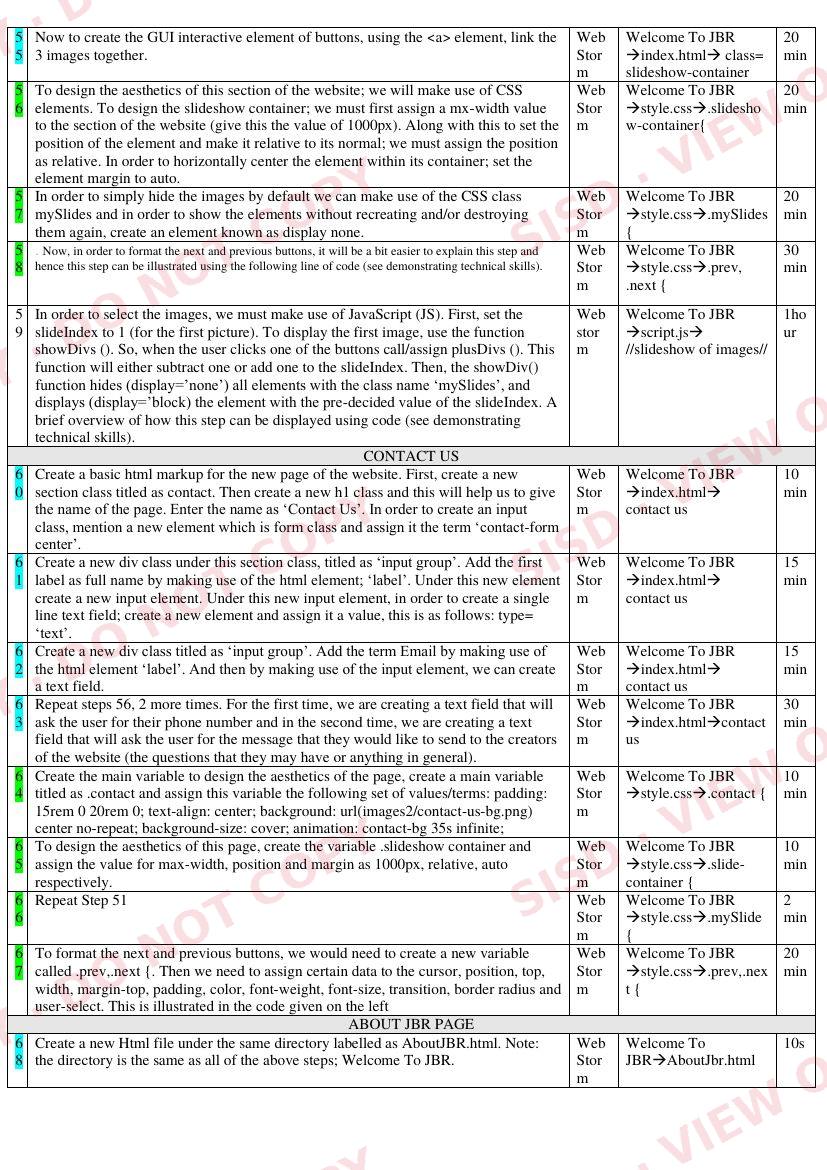 5 Now to create the GUI interactive element of buttons, using the <a> element, link the Web Welcome To JBR 20
5 3 images together. Stor →index.html→ class= min
m slideshow-container
5 To design the aesthetics of this section of the website; we will make use of CSS Web Welcome To JBR 20
6 elements. To design the slideshow container; we must first assign a mx-width value Stor →style.css→.slidesho min
to the section of the website (give this the value of 1000px). Along with this to set the m w-container{
position of the element and make it relative to its normal; we must assign the position
as relative. In order to horizontally center the element within its container; set the
element margin to auto.
5 In order to simply hide the images by default we can make use of the CSS class Web Welcome To JBR 20
7 mySlides and in order to show the elements without recreating and/or destroying Stor →style.css→.mySlides min
them again, create an element known as display none. m {
5 . Now, in order to format the next and previous buttons, it will be a bit easier to explain this step and Web Welcome To JBR 30
8 hence this step can be illustrated using the following line of code (see demonstrating technical skills). Stor →style.css→.prev, min
m .next {
5 In order to select the images, we must make use of JavaScript (JS). First, set the Web Welcome To JBR 1ho
9 slideIndex to 1 (for the first picture). To display the first image, use the function stor →script.js→ ur
showDivs (). So, when the user clicks one of the buttons call/assign plusDivs (). This m //slideshow of images//
function will either subtract one or add one to the slideIndex. Then, the showDiv()
function hides (display='none') all elements with the class name 'mySlides', and
displays (display='block) the element with the pre-decided value of the slideIndex. A
brief overview of how this step can be displayed using code (see demonstrating
technical skills).
CONTACT US
6 Create a basic html markup for the new page of the website. First, create a new Web Welcome To JBR 10
0 section class titled as contact. Then create a new h1 class and this will help us to give Stor →index.html→ min
the name of the page. Enter the name as 'Contact Us'. In order to create an input m contact us
class, mention a new element which is form class and assign it the term 'contact-form
center'.
6 Create a new div class under this section class, titled as 'input group'. Add the first Web Welcome To JBR 15
1 label as full name by making use of the html element; 'label'. Under this new element Stor →index.html→ min
create a new input element. Under this new input element, in order to create a single m contact us
line text field; create a new element and assign it a value, this is as follows: type=
'text'.
6 Create a new div class titled as 'input group'. Add the term Email by making use of Web Welcome To JBR 15
2 the html element 'label'. And then by making use of the input element, we can create Stor →index.html→ min
a text field. m contact us
6 Repeat steps 56, 2 more times. For the first time, we are creating a text field that will Web Welcome To JBR 30
3 ask the user for their phone number and in the second time, we are creating a text Stor →index.html→contact min
field that will ask the user for the message that they would like to send to the creators m us
of the website (the questions that they may have or anything in general).
6 Create the main variable to design the aesthetics of the page, create a main variable Web Welcome To JBR 10
4 titled as .contact and assign this variable the following set of values/terms: padding: Stor →style.css→.contact { min
15rem 0 20rem 0; text-align: center; background: url(images2/contact-us-bg.png) m
center no-repeat; background-size: cover; animation: contact-bg 35s infinite;
6 To design the aesthetics of this page, create the variable .slideshow container and Web Welcome To JBR 10
5 assign the value for max-width, position and margin as 1000px, relative, auto Stor →style.css→.slide- min
respectively. m container {
6 Repeat Step 51 Web Welcome To JBR 2
6 Stor →style.css→.mySlide min
m {
6 To format the next and previous buttons, we would need to create a new variable Web Welcome To JBR 20
7 called .prev,.next {. Then we need to assign certain data to the cursor, position, top, Stor →style.css→.prev,.nex min
width, margin-top, padding, color, font-weight, font-size, transition, border radius and m t {
user-select. This is illustrated in the code given on the left
ABOUT JBR PAGE
6 Create a new Html file under the same directory labelled as AboutJBR.html. Note: Web Welcome To 10s
8 the directory is the same as all of the above steps; Welcome To JBR. Stor JBR→AboutJbr.html
m